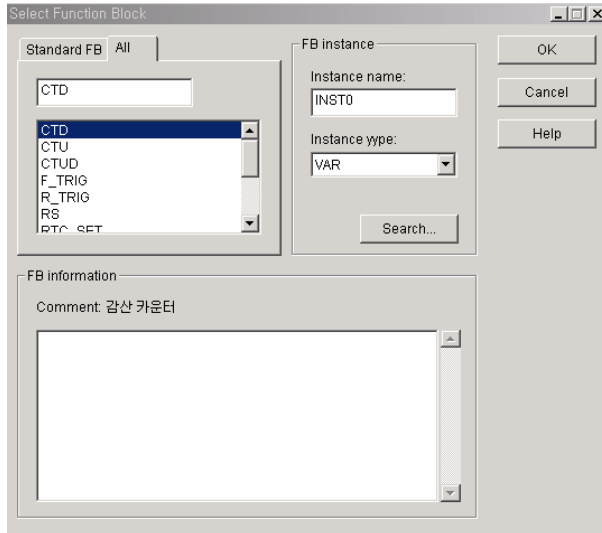 Select Function Block
Standard FB
All
CTD
CTD
CTU
CTUD
F_TRIG
R_TRIG
RS
RTC_SET
FB instance
Instance name:
INST0
Instance yype:
VAR
Search...
OK
Cancel
Help
FB information
Comment: 감산 카운터